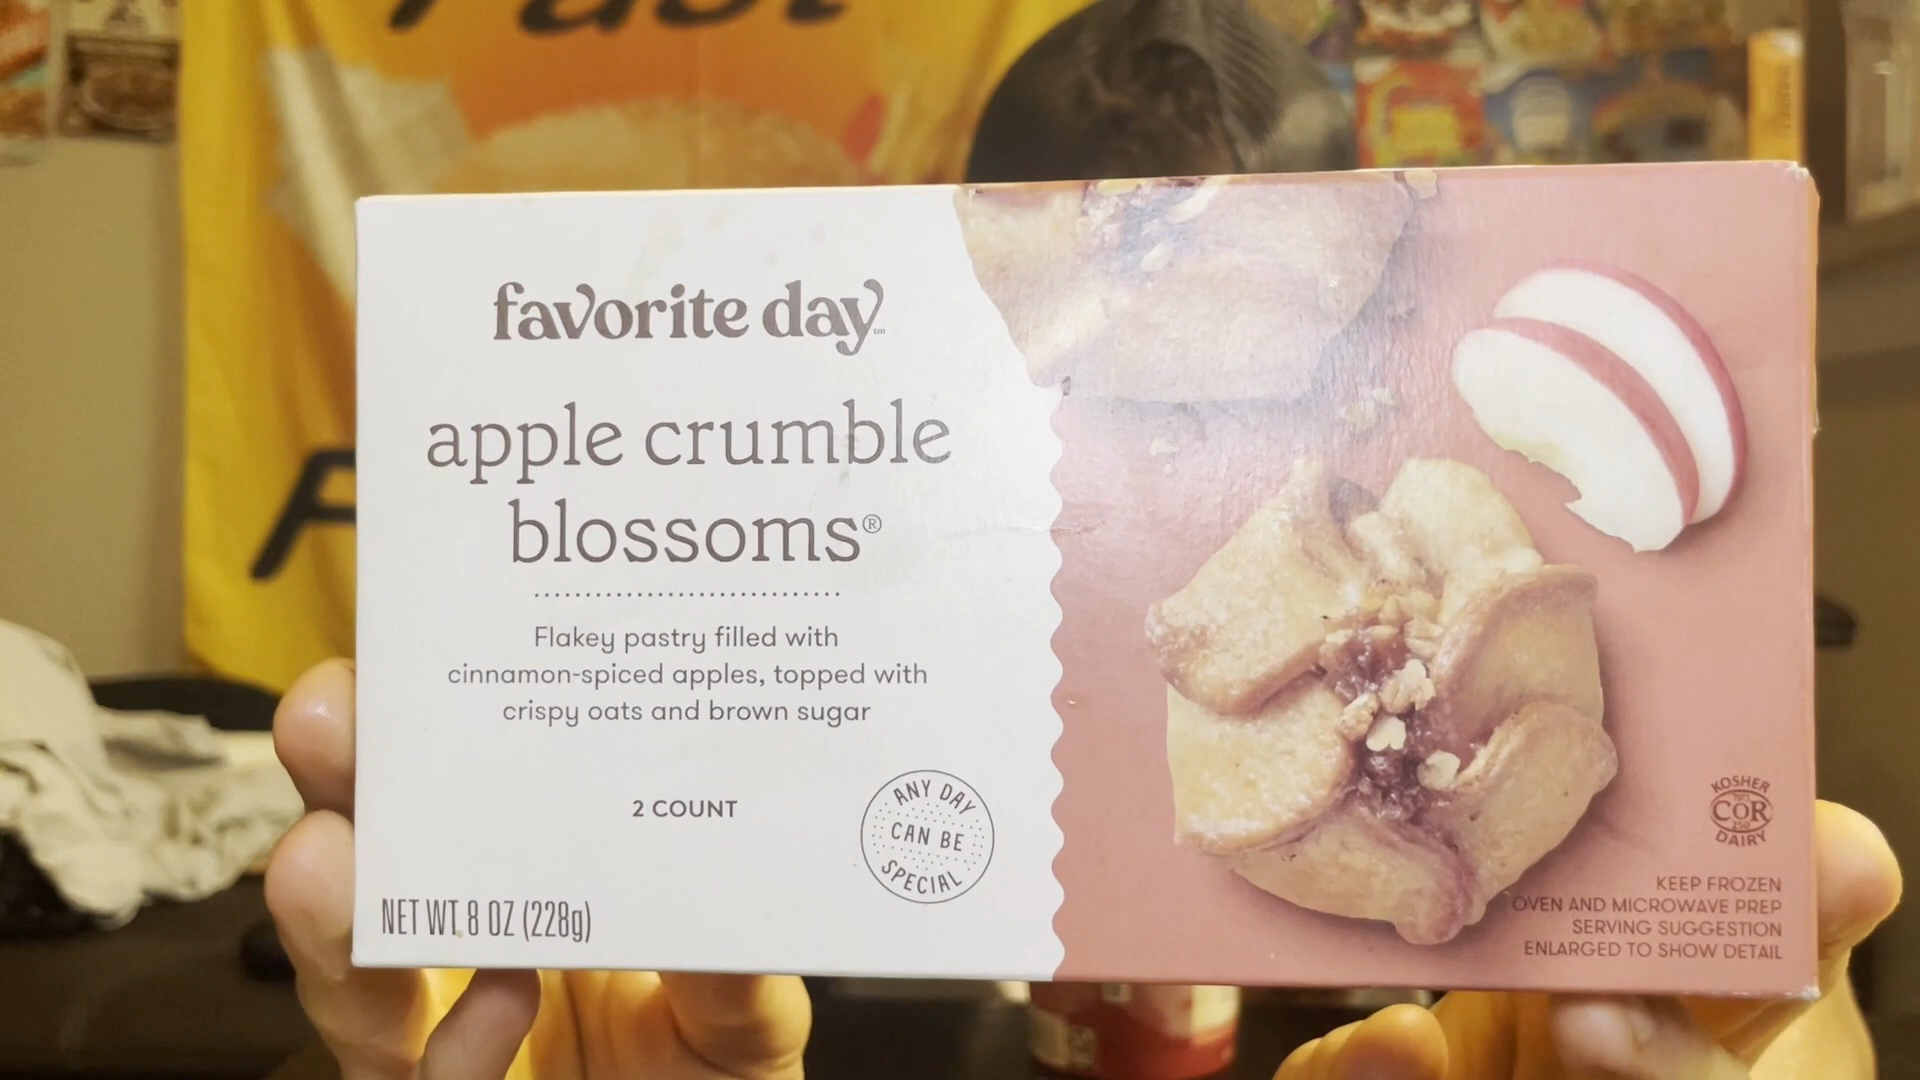 favorite day™
apple crumble
blossoms®
Flakey pastry filled with
cinnamon-spiced apples, topped with
crispy oats and brown sugar
2 COUNT
ANY DAY
CAN BE
SPECIAL
NET WT. 8 OZ (228g)
KOSHER
COR
DAIRY
KEEP FROZEN
OVEN AND MICROWAVE PREP
SERVING SUGGESTION
ENLARGED TO SHOW DETAIL